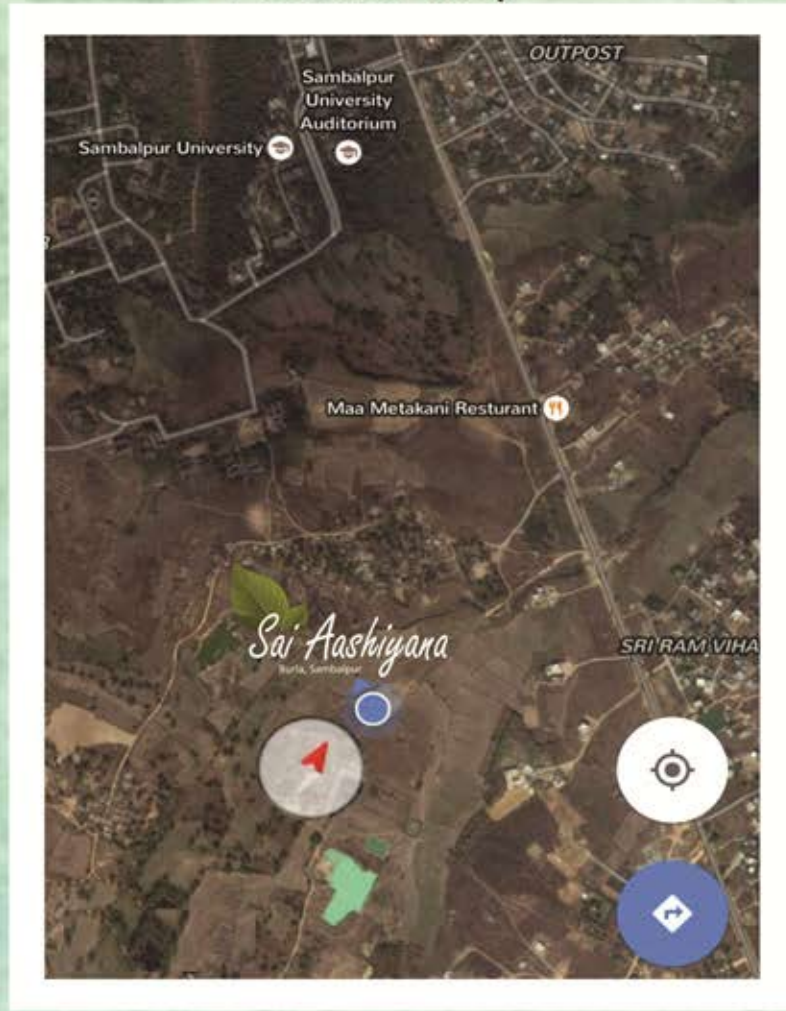 OUTPOST
Sambalpur
University
Auditorium
Sambalpur University
Maa Metakani Resturant
Sai Aashiyana
Burla, Sambalpur
SRI RAM VIHA